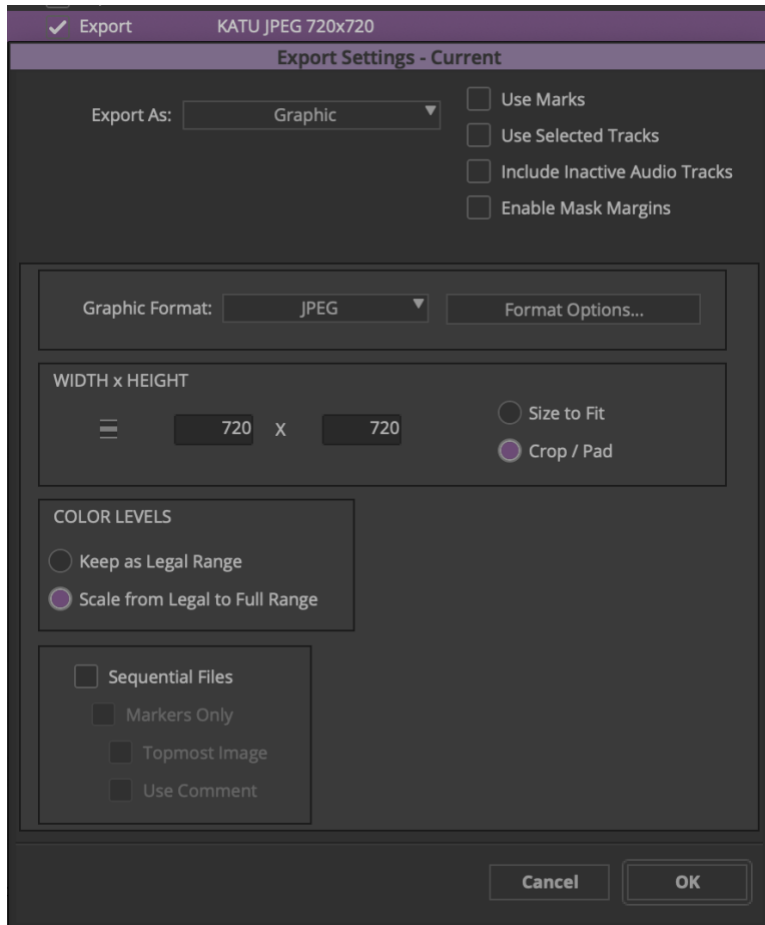 Export KATU JPEG 720x720
Export Settings - Current
Export As: Graphic
Use Marks
Use Selected Tracks
Include Inactive Audio Tracks
Enable Mask Margins
Graphic Format: JPEG Format Options...
WIDTH x HEIGHT
720 X 720
Size to Fit
Crop / Pad
COLOR LEVELS
Keep as Legal Range
Scale from Legal to Full Range
Sequential Files
Markers Only
Topmost Image
Use Comment
Cancel OK